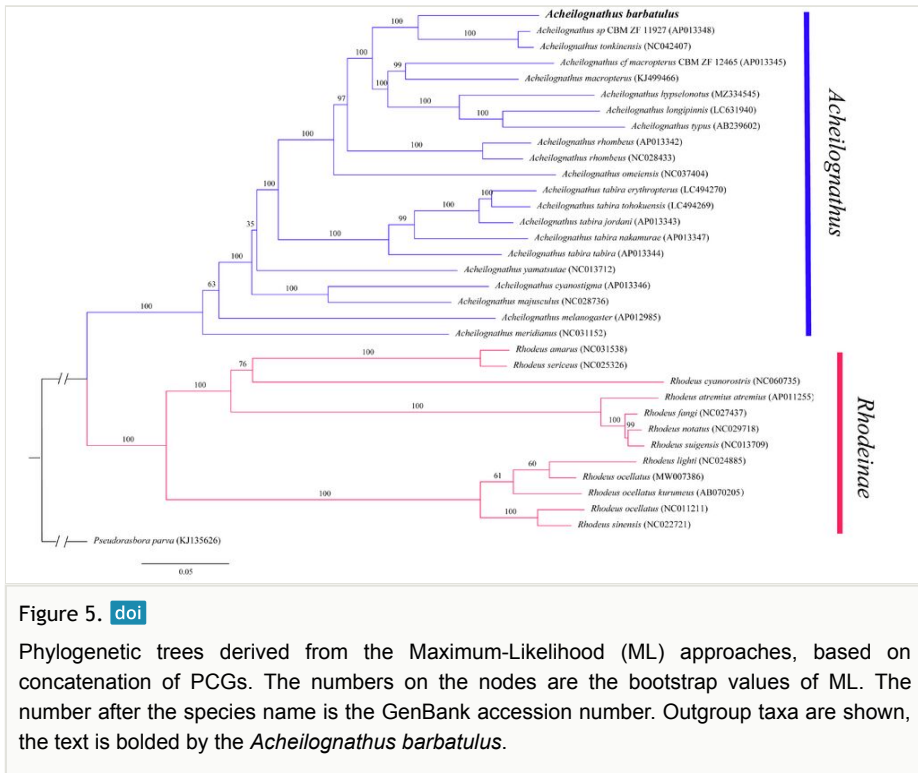 Acheilognathus barbatulus
100
Acheilognathus sp CBM ZF 11927 (AP013348)
100
100
Acheilognathus tonkinensis (NC042407)
100
Acheilognathus cf macropterus CBM ZF 12465 (AP013345)
99
100
Acheilognathus macropterus (KJ499466)
97
Acheilognathus hypselonotus (MZ334545)
100
Acheilognathus longipinnis (LC631940)
100
Acheilognathus typus (AB239602)
100
Acheilognathus rhombeus (AP013342)
100
Acheilognathus rhombeus (NC028433)
Acheilognathus omeiensis (NC037404)
100
Acheilognathus tabira erythropterus (LC494270)
100
100
Acheilognathus tabira tohokuensis (LC494269)
99
Acheilognathus tabira jordani (AP013343)
35
100
Acheilognathus tabira nakamurae (AP013347)
Acheilognathus tabira tabira (AP013344)
100
Acheilognathus yamatsutae (NC013712)
63
Acheilognathus cyanostigma (AP013346)
100
Acheilognathus majusculus (NC028736)
100
Acheilognathus melanogaster (AP012985)
Acheilognathus meridianus (NC031152)
Acheilognathus
Rhodeus amarus (NC031538)
100
Rhodeus sericeus (NC025326)
76
Rhodeus cyanorostris (NC060735)
100
Rhodeus atremius atremius (AP011255)
100
Rhodeus fangi (NC027437)
100
99
Rhodeus notatus (NC029718)
Rhodeus suigensis (NC013709)
100
Rhodeus lighti (NC024885)
60
61
Rhodeus ocellatus (MW007386)
100
Rhodeus ocellatus kurumeus (AB070205)
Rhodeus ocellatus (NC011211)
100
Rhodeus sinensis (NC022721)
Rhodeinae
Pseudorasbora parva (KJ135626)
0.05
Figure 5. doi
Phylogenetic trees derived from the Maximum-Likelihood (ML) approaches, based on
concatenation of PCGs. The numbers on the nodes are the bootstrap values of ML. The
number after the species name is the GenBank accession number. Outgroup taxa are shown,
the text is bolded by the Acheilognathus barbatulus.